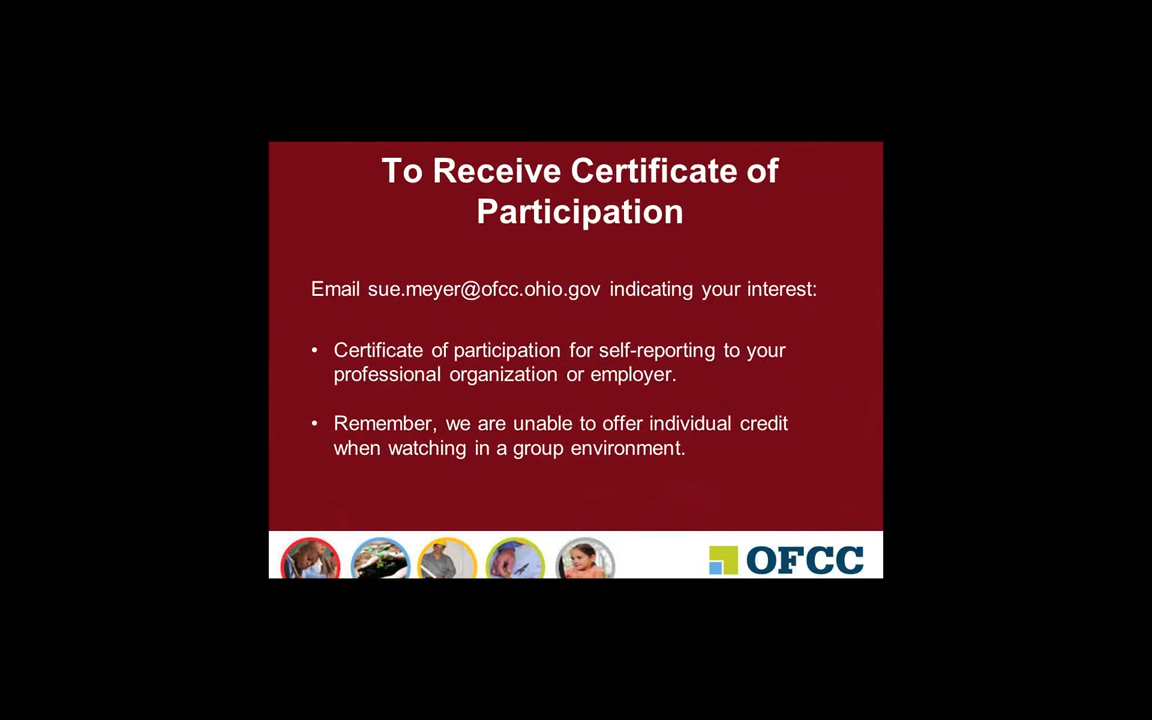 To Receive Certificate of
Participation
Email sue.meyer@ofcc.ohio.gov indicating your interest:
• Certificate of participation for self-reporting to your
professional organization or employer.
• Remember, we are unable to offer individual credit
when watching in a group environment.
OFCC